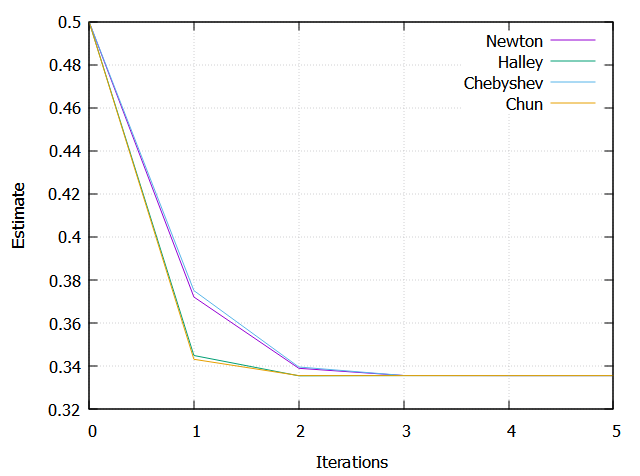 0.5
0.48
0.46
0.44
0.42
0.4
0.38
0.36
0.34
0.32
0 1 2 3 4 5
Estimate
Iterations
Newton
Halley
Chebyshev
Chun